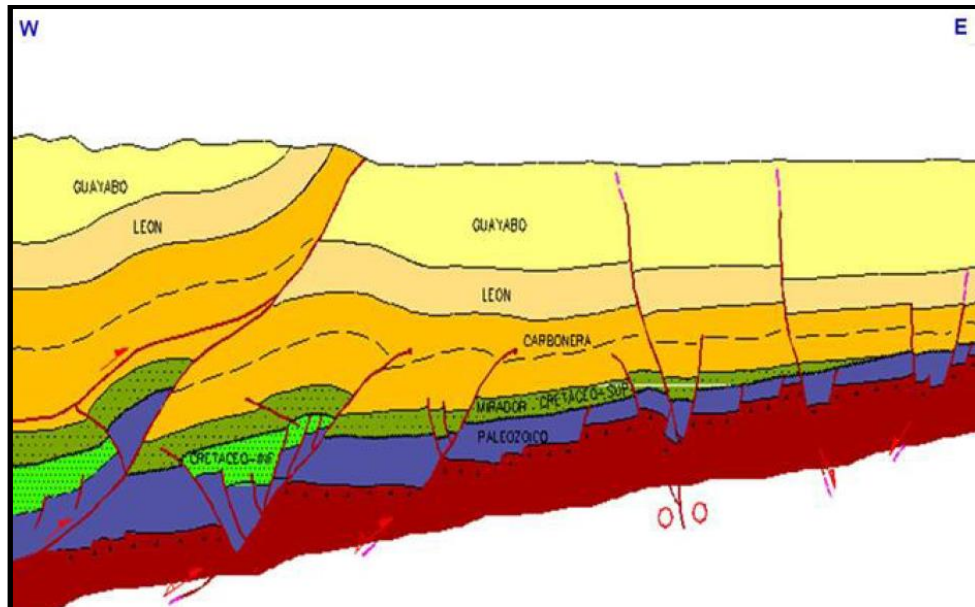 W
E
GUAYABO
LEON
GUAYABO
LEON
CARBONERA
MIRADOR - CRETACEO-SUP
PALEOZOICO
CRETACEO-INF